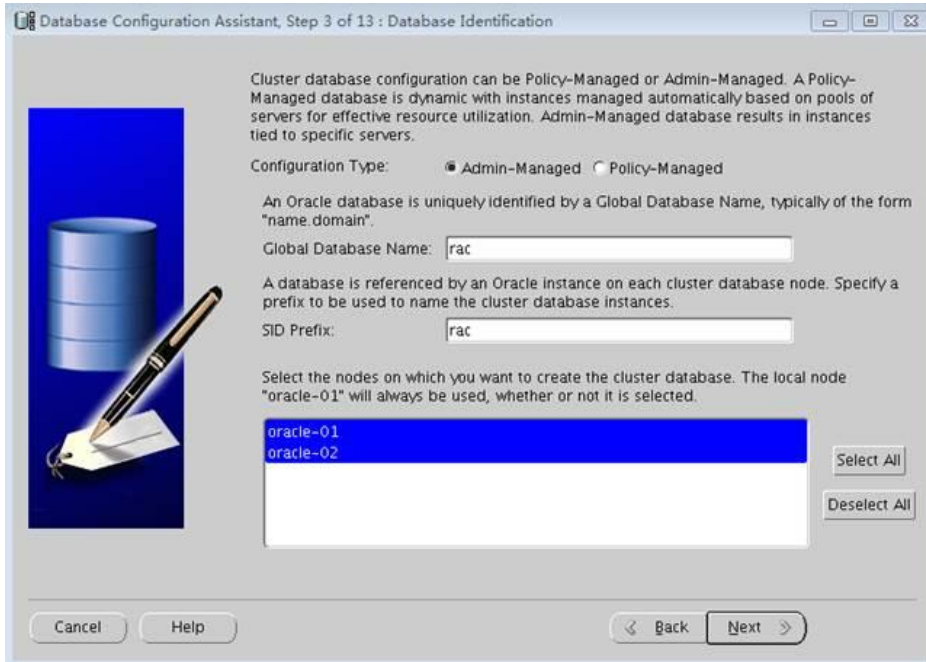 Database Configuration Assistant, Step 3 of 13 : Database Identification
Cluster database configuration can be Policy-Managed or Admin-Managed. A Policy-
Managed database is dynamic with instances managed automatically based on pools of
servers for effective resource utilization. Admin-Managed database results in instances
tied to specific servers.
Configuration Type: Admin-Managed Policy-Managed
An Oracle database is uniquely identified by a Global Database Name, typically of the form
"name.domain".
Global Database Name: rac
A database is referenced by an Oracle instance on each cluster database node. Specify a
prefix to be used to name the cluster database instances.
SID Prefix: rac
Select the nodes on which you want to create the cluster database. The local node
"oracle-01" will always be used, whether or not it is selected.
oracle-01
oracle-02
Select All
Deselect All
Cancel Help Back Next